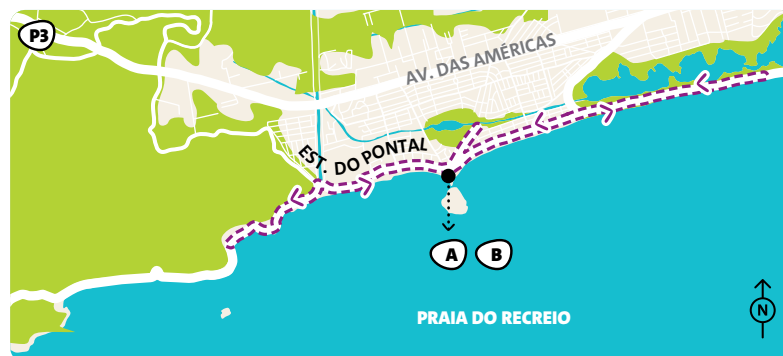 P3
AV. DAS AMÉRICAS
EST. DO PONTAL
A B
PRAIA DO RECREIO
N